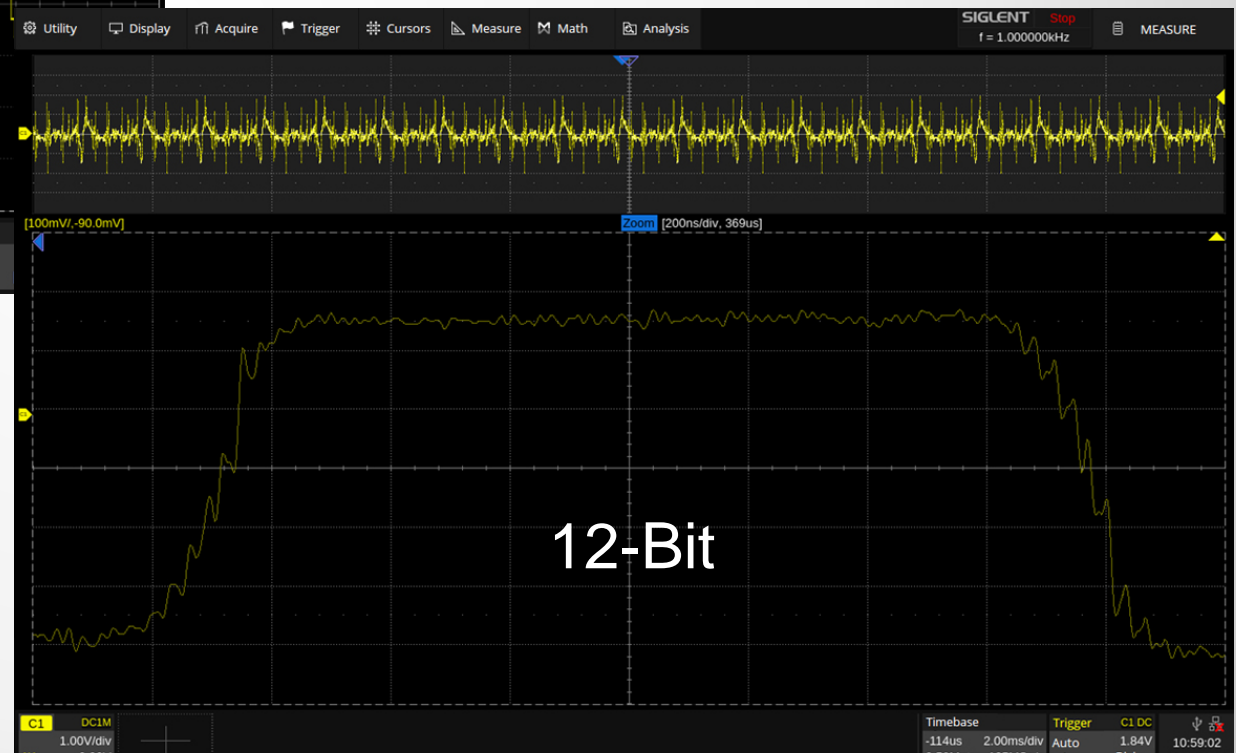 Utility Display Acquire Trigger Cursors Measure Math Analysis
SIGLENT Stop
f = 1.000000kHz
MEASURE
C1
[100mV/,-90.0mV] Zoom [200ns/div, 369us]
C1
12-Bit
C1 DC1M
1.00V/div
Timebase
-114us 2.00ms/div
Trigger C1 DC
Auto 1.84V
10:59:02